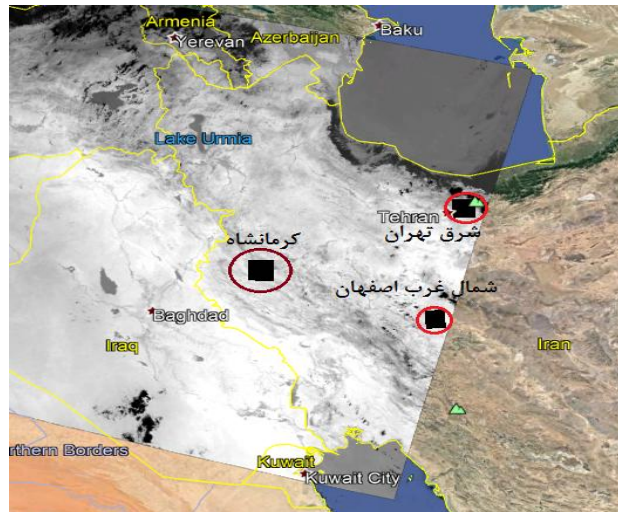 Armenia
Yerevan
Azerbaijan
Baku
Lake Urmia
Tehran
شرق تهران
کرمانشاه
شمال غرب اصفهان
Baghdad
Iraq
Iran
rthern Borders
Kuwait
Kuwait City